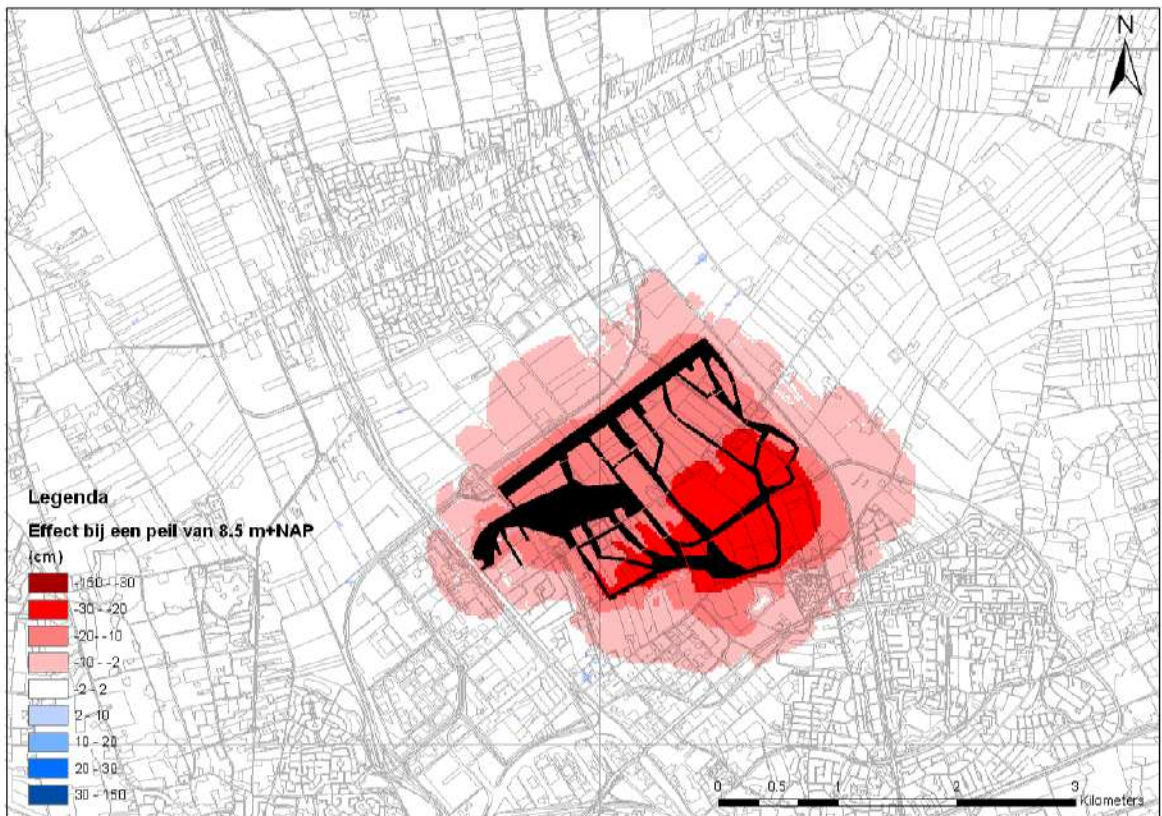 N
Legenda
Effect bij een peil van 8.5 m+NAP
(cm)
-150 - -30
-30 - -20
-20 - -10
-30 - -2
-2 - 2
2 - 10
10 - 20
20 - 30
30 - 150
0 0.5 1 2 3
Kilometers